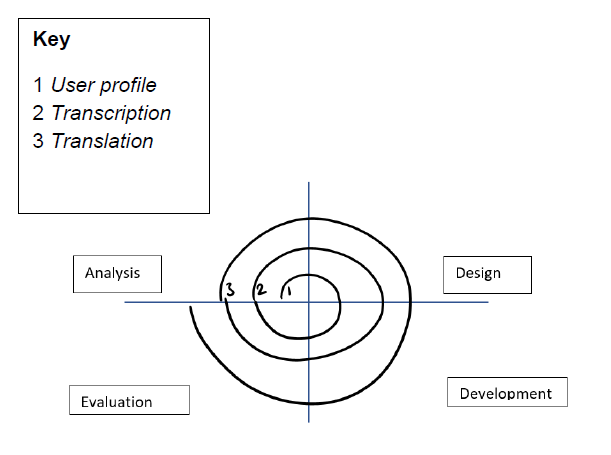 Key
1 User profile
2 Transcription
3 Translation
Analysis
Design
3 2 1
Evaluation
Development